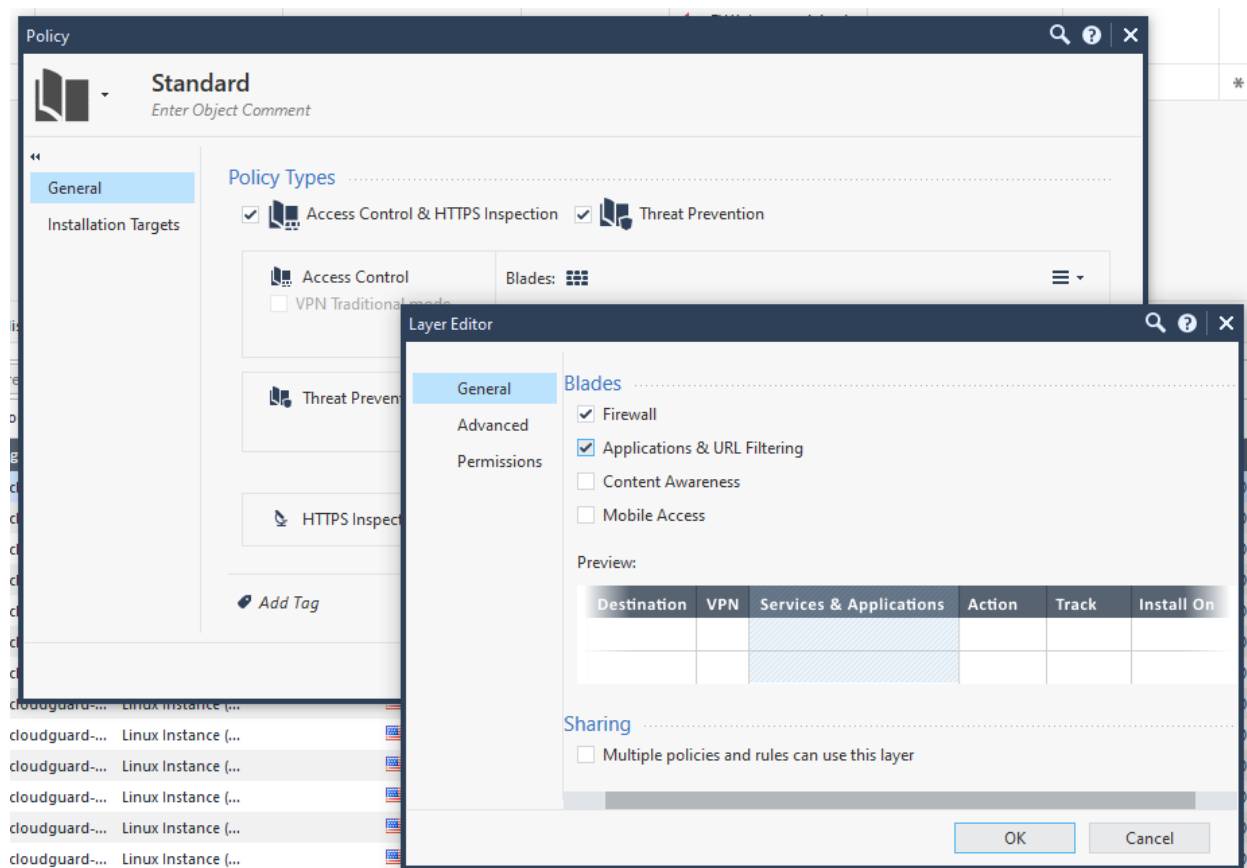 Policy
Standard
Enter Object Comment
General
Installation Targets
Policy Types
Access Control & HTTPS Inspection
Threat Prevention
Access Control
Blades:
VPN Traditional mode
Threat Preven
HTTPS Inspect
Add Tag
Layer Editor
General
Advanced
Permissions
Blades
Firewall
Applications & URL Filtering
Content Awareness
Mobile Access
Preview:
Destination VPN Services & Applications Action Track Install On
Sharing
Multiple policies and rules can use this layer
OK Cancel
cloudguard-... Linux Instance (...
cloudguard-... Linux Instance (...
cloudguard-... Linux Instance (...
cloudguard-... Linux Instance (...
cloudguard-... Linux Instance (...
cloudguard-... Linux Instance (...